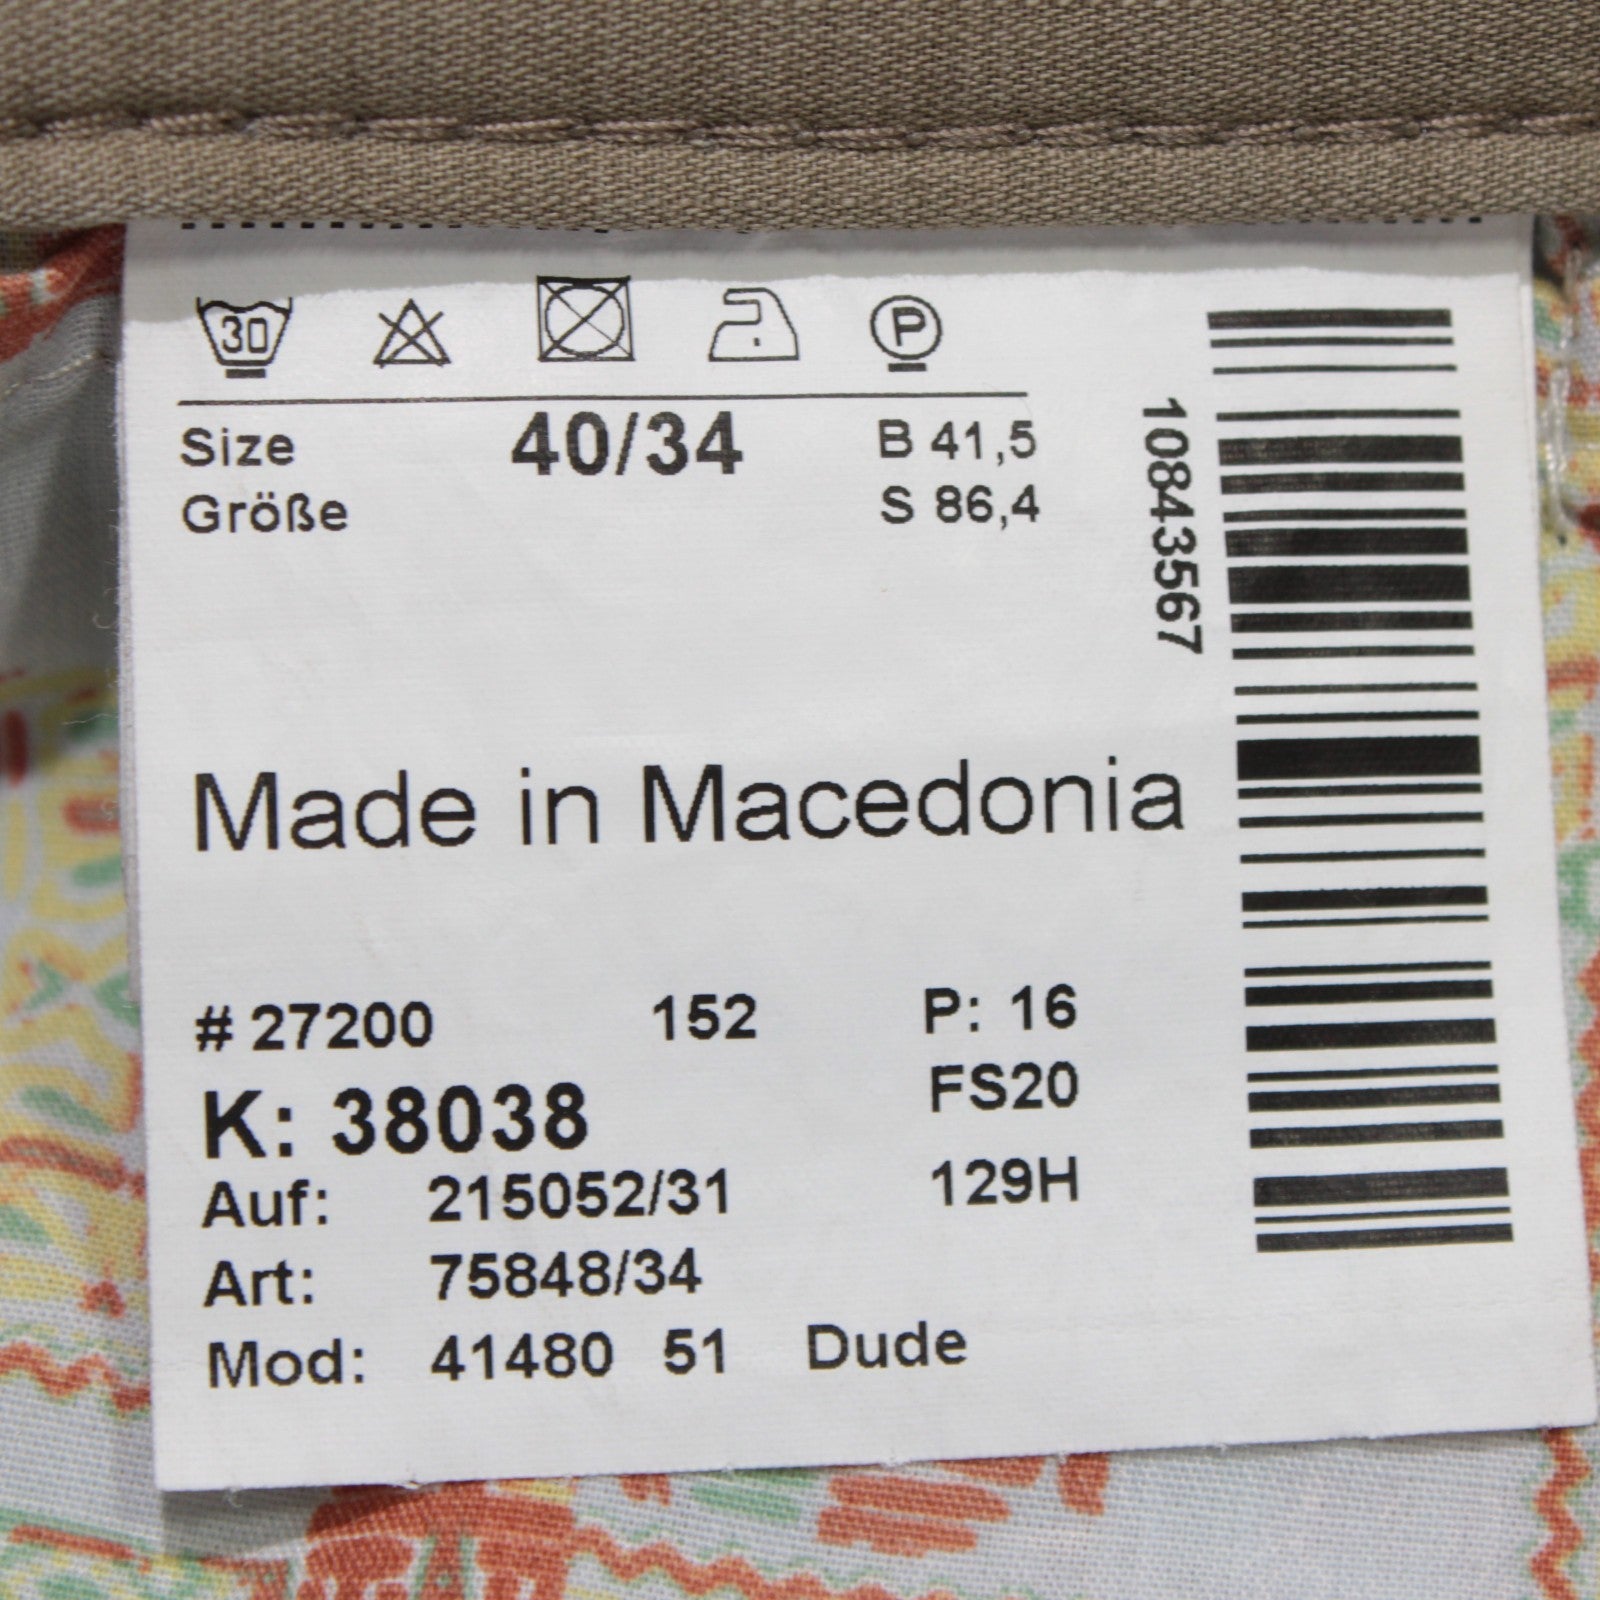 30 P
Size 40/34 B 41,5
Größe S 86,4
10843567
Made in Macedonia
# 27200 152 P: 16
K: 38038 FS20
Auf: 215052/31 129H
Art: 75848/34
Mod: 41480 51 Dude